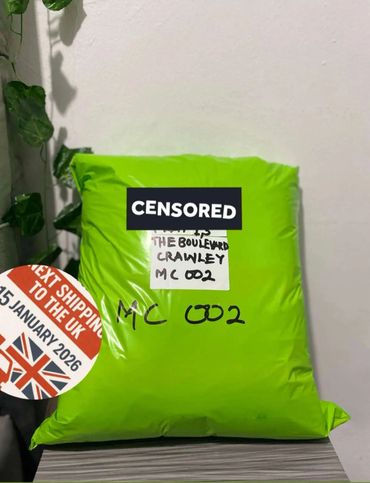 CENSORED
THE BOULEVARD
CRAWLEY
MC 002
MC 002
NEXT SHIPPING
TO THE UK
15 JANUARY 2026